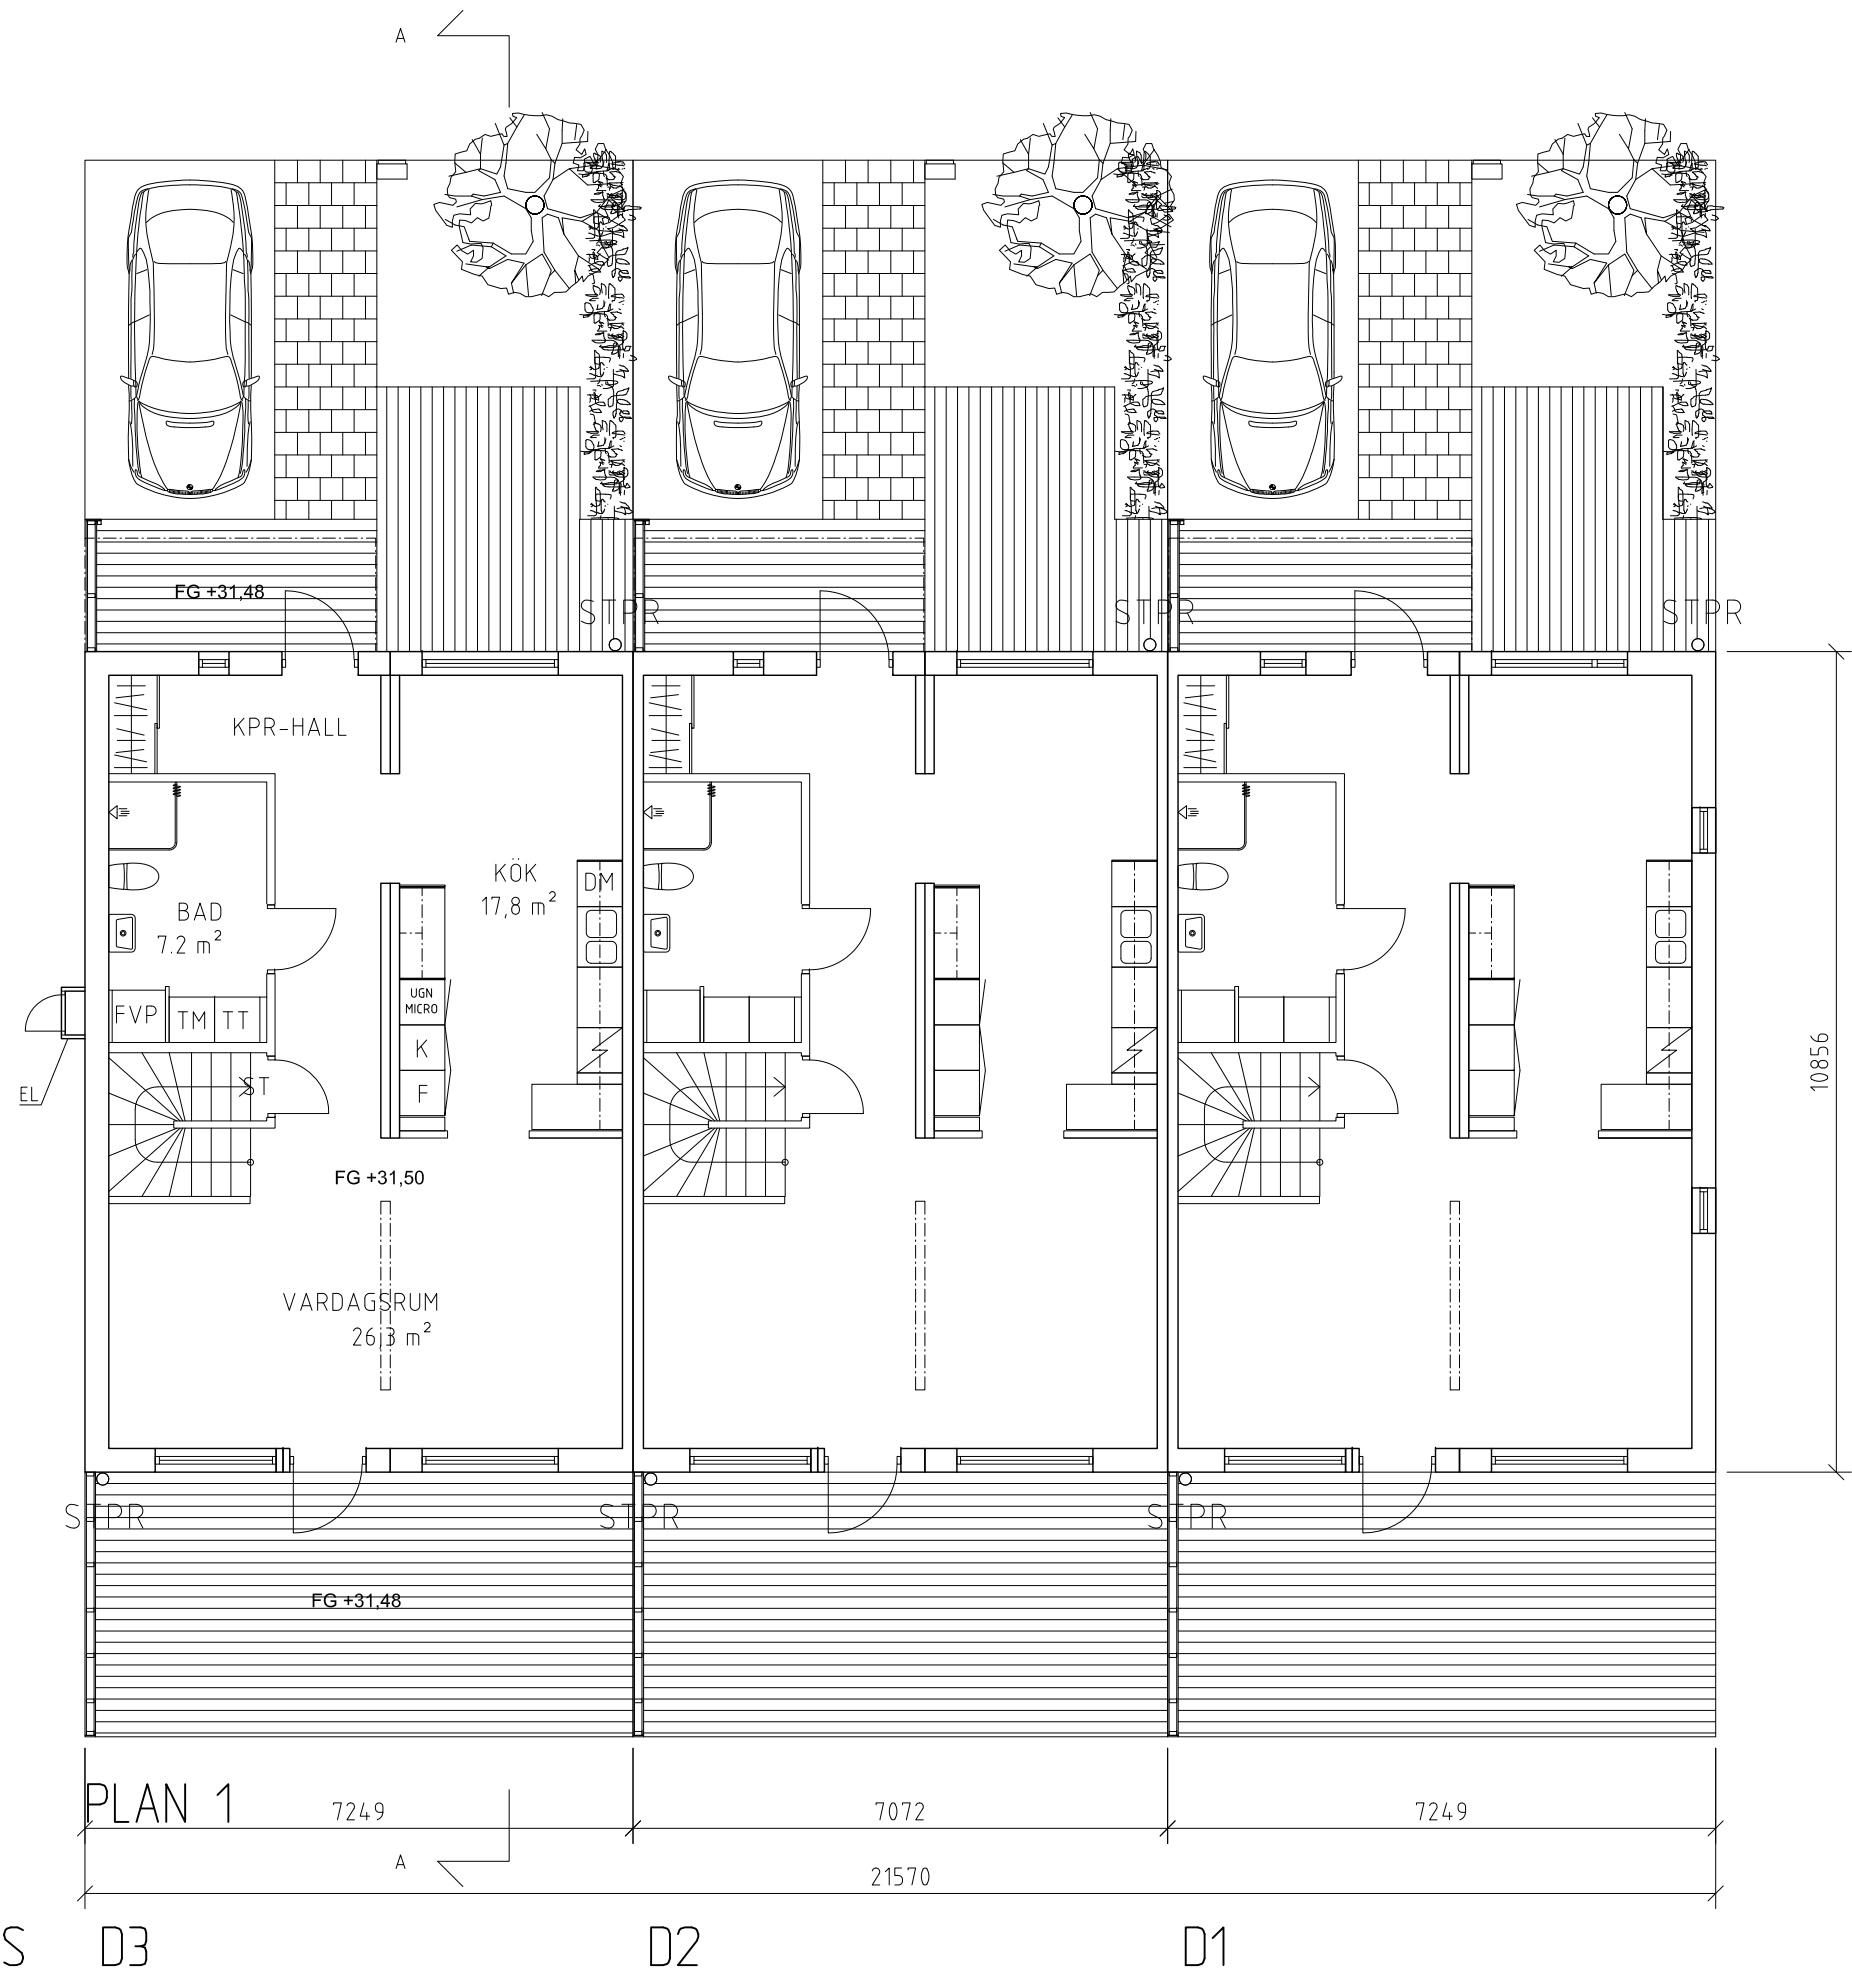 A
FG +31,48
STPR STPR STPR
KPR-HALL
KÖK
17,8 m²
DM
BAD
7.2 m²
UGN
MICRO
FVP TM TT
K
ST
F
EL
10856
FG +31,50
VARDAGSRUM
26,3 m²
STPR STPR STPR
FG +31,48
PLAN 1
7249 7072 7249
A
21570
S D3 D2 D1